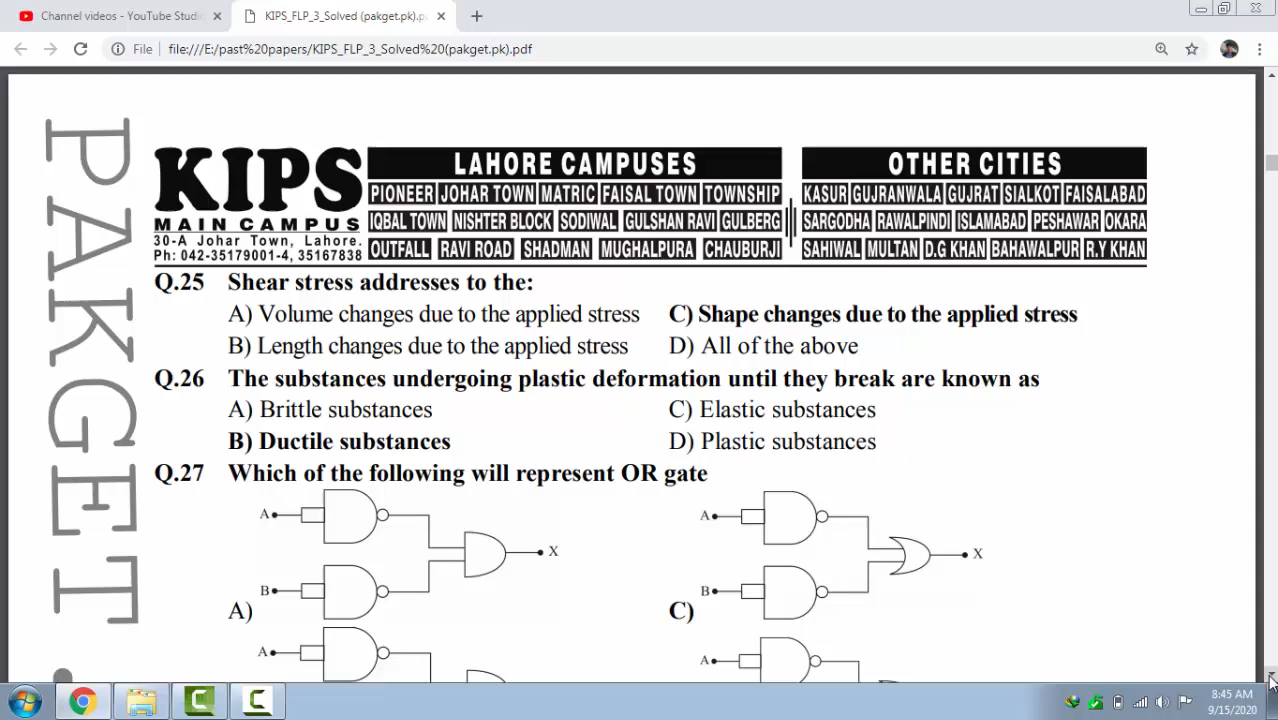 Channel videos - YouTube Studi
KIPS_FLP_3_Solved (pakget.pk).p
File
file:///E:/past%20papers/KIPS_FLP_3_Solved%20(pakget.pk).pdf
PAKGET.
KIPS
MAIN CAMPUS
30-A Johar Town, Lahore.
Ph: 042-35179001-4, 35167838
LAHORE CAMPUSES
PIONEER JOHAR TOWN MATRIC FAISAL TOWN TOWNSHIP
IQBAL TOWN NISHTER BLOCK SODIWAL GULSHAN RAVI GULBERG
OUTFALL RAVI ROAD SHADMAN MUGHALPURA CHAUBURJI
OTHER CITIES
KASUR GUJRANWALA GUJRAT SIALKOT FAISALABAD
SARGODHA RAWALPINDI ISLAMABAD PESHAWAR OKARA
SAHIWAL MULTAN D.G KHAN BAHAWALPUR R.Y KHAN
Q.25 Shear stress addresses to the:
A) Volume changes due to the applied stress C) Shape changes due to the applied stress
B) Length changes due to the applied stress D) All of the above
Q.26 The substances undergoing plastic deformation until they break are known as
A) Brittle substances C) Elastic substances
B) Ductile substances D) Plastic substances
Q.27 Which of the following will represent OR gate
A A
X X
B B
A) C)
A A
8:45 AM
9/15/2020